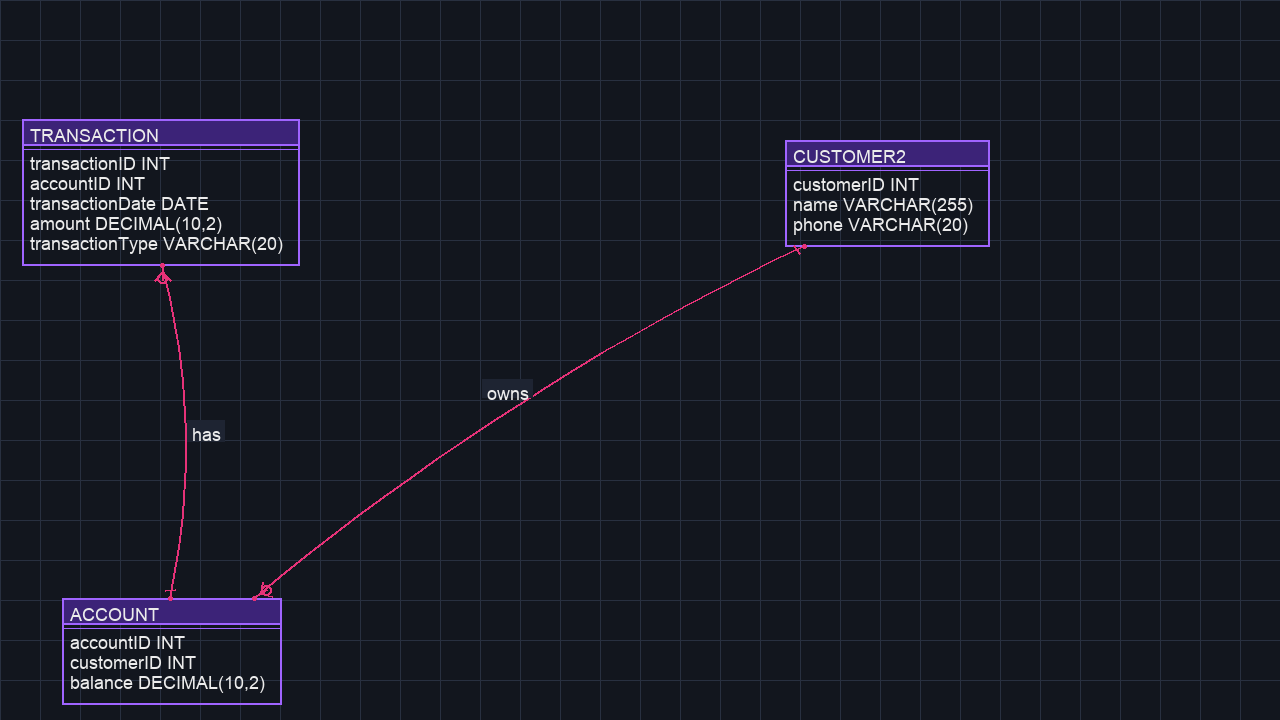 TRANSACTION
transactionID INT
accountID INT
transactionDate DATE
amount DECIMAL(10,2)
transactionType VARCHAR(20)
CUSTOMER2
customerID INT
name VARCHAR(255)
phone VARCHAR(20)
owns
has
ACCOUNT
accountID INT
customerID INT
balance DECIMAL(10,2)